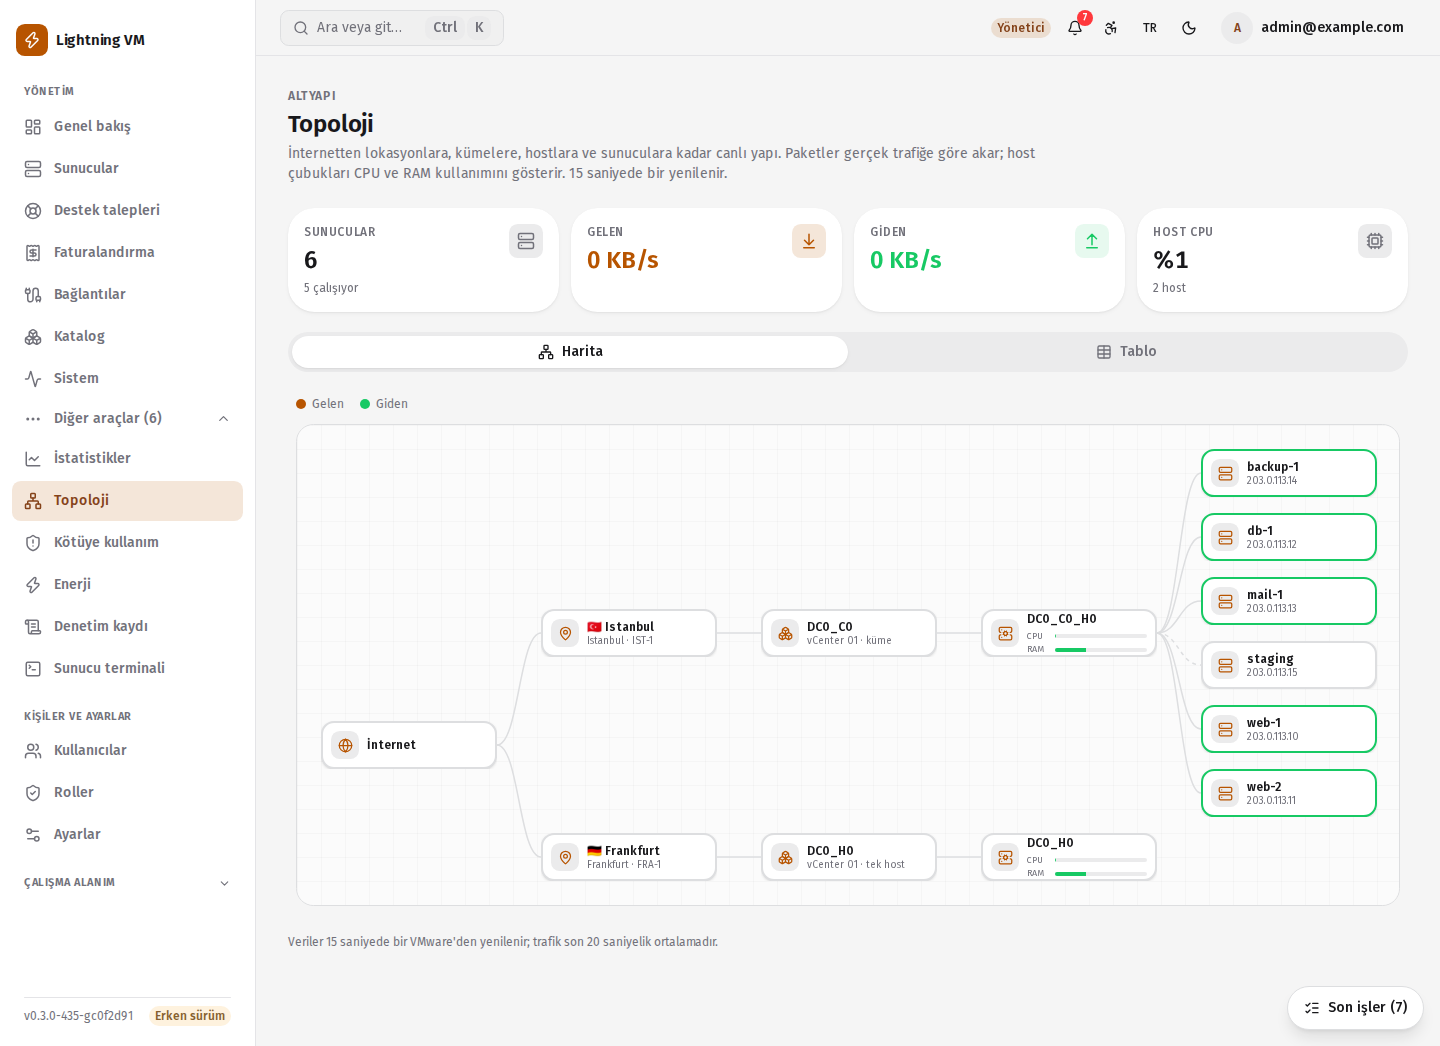 Lightning VM
YÖNETİM
Genel bakış
Sunucular
Destek talepleri
Faturalandırma
Bağlantılar
Katalog
Sistem
Diğer araçlar (6)
İstatistikler
Topoloji
Kötüye kullanım
Enerji
Denetim kaydı
Sunucu terminali
KİŞİLER VE AYARLAR
Kullanıcılar
Roller
Ayarlar
ÇALIŞMA ALANIM
v0.3.0-435-gc0f2d91 Erken sürüm
Ara veya git… Ctrl K
Yönetici 7 TR A admin@example.com
ALTYAPI
Topoloji
İnternetten lokasyonlara, kümelere, hostlara ve sunuculara kadar canlı yapı. Paketler gerçek trafiğe göre akar; host
çubukları CPU ve RAM kullanımını gösterir. 15 saniyede bir yenilenir.
SUNUCULAR
6
5 çalışıyor
GELEN
0 KB/s
GİDEN
0 KB/s
HOST CPU
%1
2 host
Harita
Tablo
Gelen Giden
İnternet
Istanbul
Istanbul · IST-1
DC0_C0
vCenter 01 · küme
DC0_C0_H0
CPU
RAM
backup-1
203.0.113.14
db-1
203.0.113.12
mail-1
203.0.113.13
staging
203.0.113.15
web-1
203.0.113.10
web-2
203.0.113.11
Frankfurt
Frankfurt · FRA-1
DC0_H0
vCenter 01 · tek host
DC0_H0
CPU
RAM
Veriler 15 saniyede bir VMware'den yenilenir; trafik son 20 saniyelik ortalamadır.
Son işler (7)